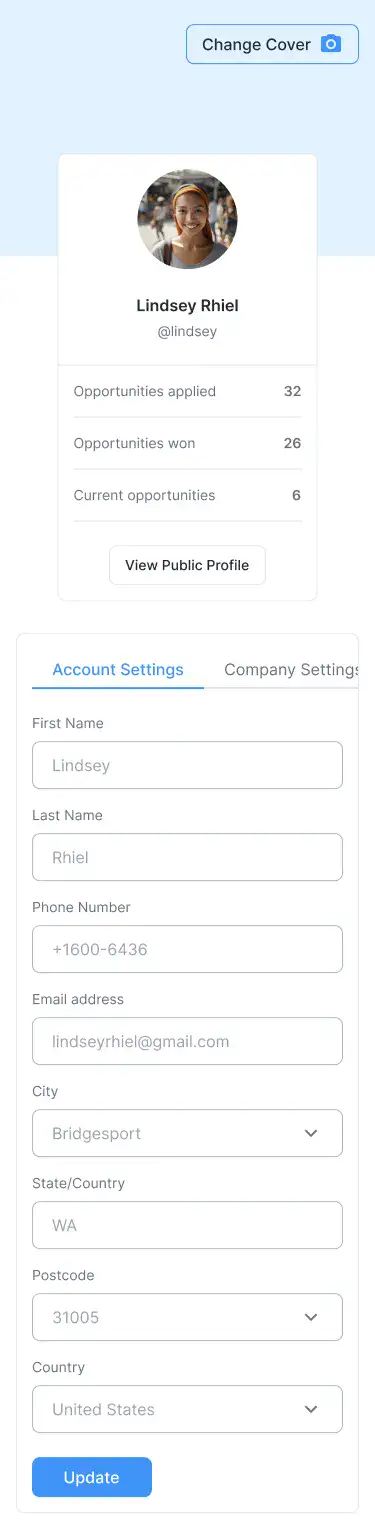 Change Cover
Lindsey Rhiel
@lindsey
Opportunities applied 32
Opportunities won 26
Current opportunities 6
View Public Profile
Account Settings Company Settings
First Name
Lindsey
Last Name
Rhiel
Phone Number
+1600-6436
Email address
lindseyrhiel@gmail.com
City
Bridgesport
State/Country
WA
Postcode
31005
Country
United States
Update